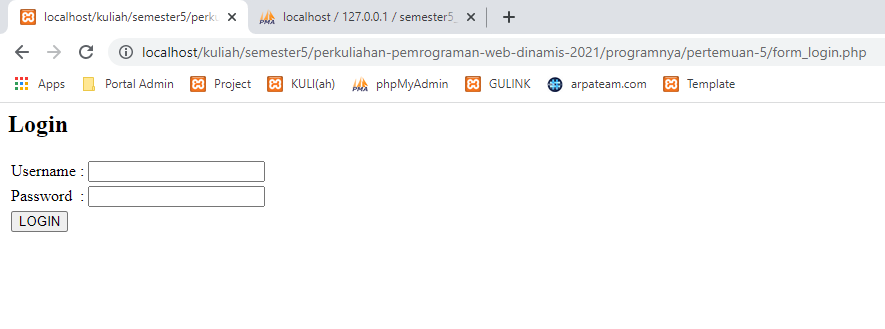 localhost/kuliah/semester5/perku
localhost / 127.0.0.1 / semester5_
localhost/kuliah/semester5/perkuliahan-pemrograman-web-dinamis-2021/programnya/pertemuan-5/form_login.php
Apps Portal Admin Project KULI(ah) phpMyAdmin GULINK arpateam.com Template
Login
Username :
Password :
LOGIN